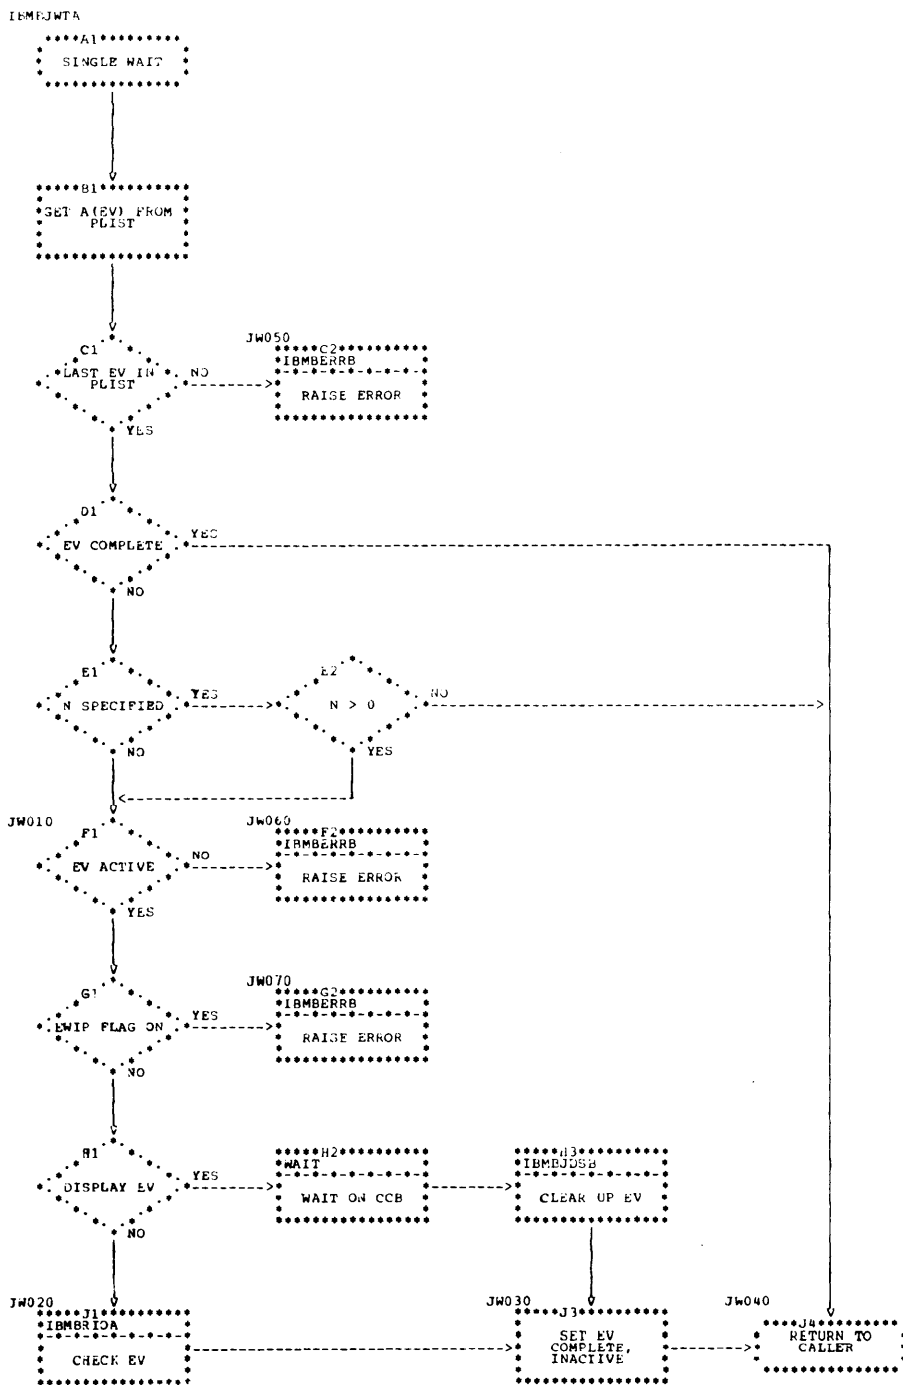 IBMBJWTA
A1
SINGLE WAIT
B1
GET A(EV) FROM
PLIST
C1
LAST EV IN
PLIST
NO
YES
JW050
C2
IBMBERRB
RAISE ERROR
D1
EV COMPLETE
YES
NO
E1
N SPECIFIED
YES
NO
E2
N > 0
NO
YES
JW010
F1
EV ACTIVE
NO
YES
JW060
F2
IBMBERRB
RAISE ERROR
G1
EWIP FLAG ON
YES
NO
JW070
G2
IBMBERRB
RAISE ERROR
H1
DISPLAY EV
YES
NO
H2
WAIT
WAIT ON CCB
H3
IBMBJDSB
CLEAR UP EV
JW020
J1
IBMBRIOA
CHECK EV
JW030
J3
SET EV
COMPLETE,
INACTIVE
JW040
J4
RETURN TO
CALLER